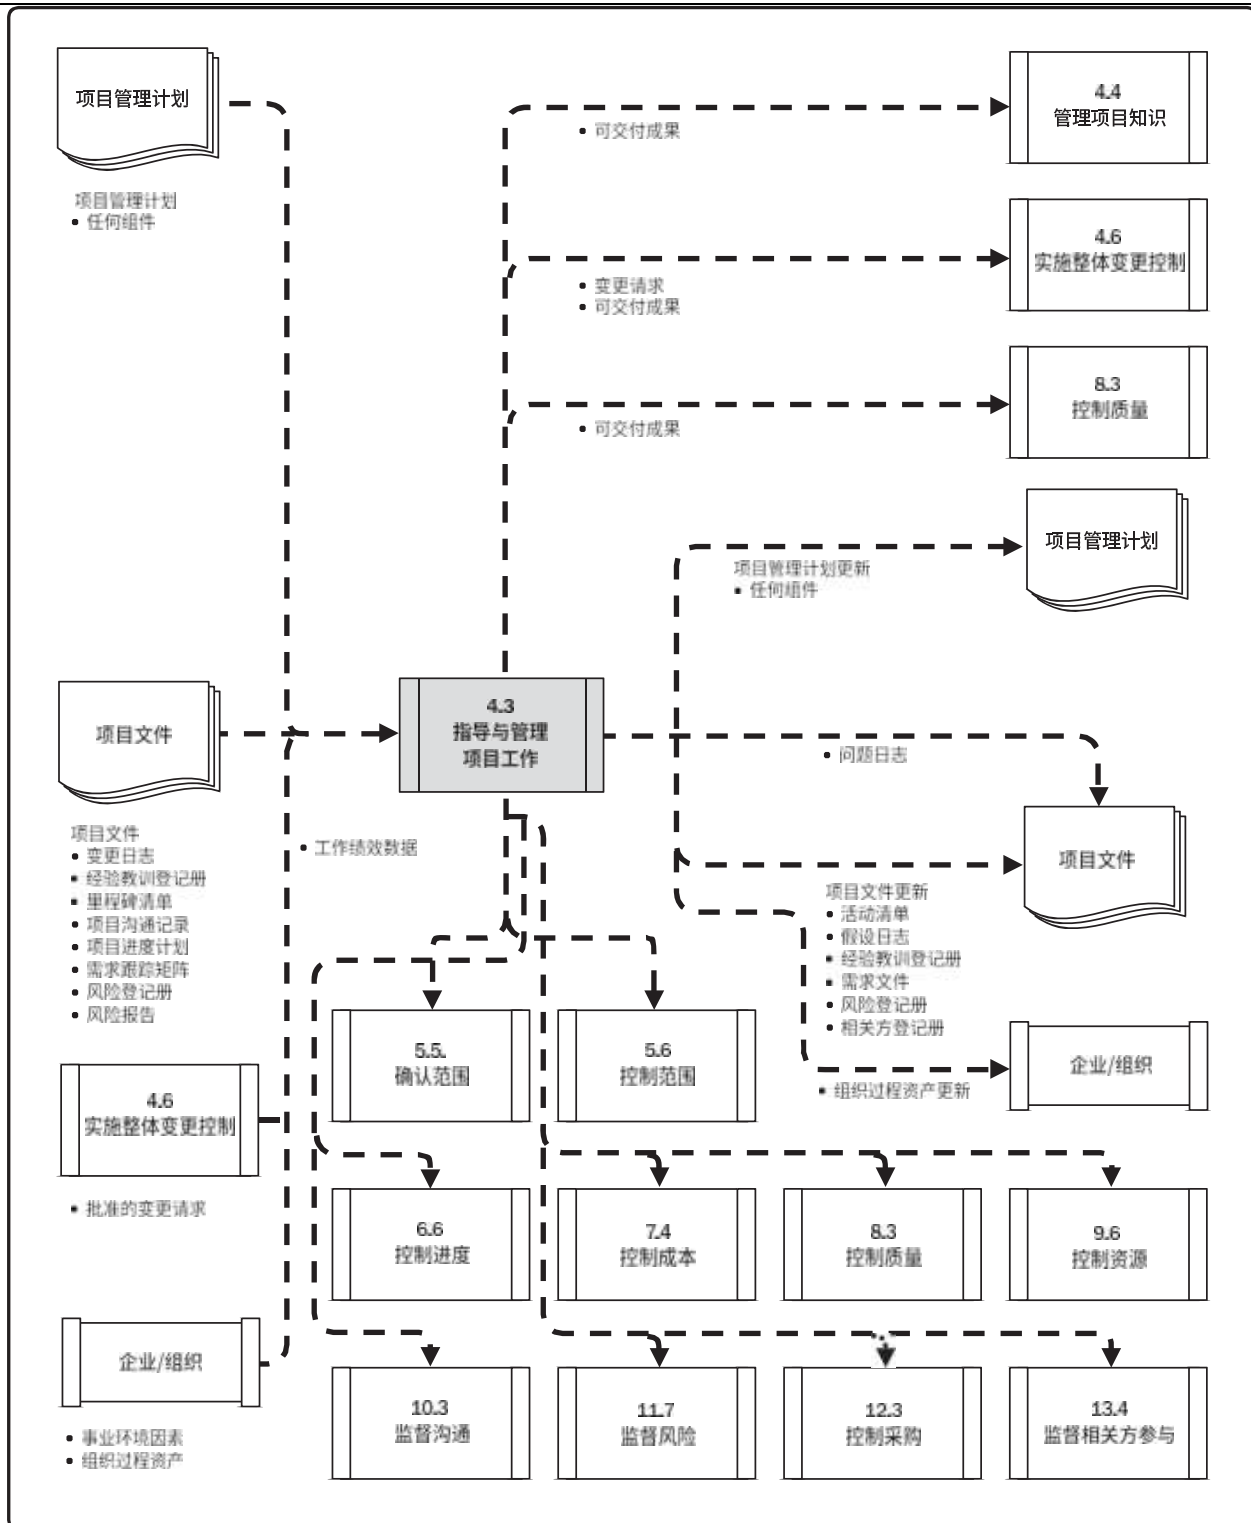 项目管理计划
项目管理计划
• 任何组件
4.4
管理项目知识
• 可交付成果
4.6
实施整体变更控制
• 变更请求
• 可交付成果
8.3
控制质量
• 可交付成果
项目管理计划
项目管理计划更新
▪ 任何组件
项目文件
4.3
指导与管理
项目工作
• 问题日志
项目文件
项目文件
• 变更日志
▪ 经验教训登记册
▪ 里程碑清单
• 项目沟通记录
• 项目进度计划
• 需求跟踪矩阵
• 风险登记册
• 风险报告
• 工作绩效数据
项目文件更新
• 活动清单
• 假设日志
▪ 经验教训登记册
▪ 需求文件
• 风险登记册
• 相关方登记册
企业/组织
▪ 组织过程资产更新
4.6
实施整体变更控制
▪ 批准的变更请求
5.5.
确认范围
5.6
控制范围
6.6
控制进度
7.4
控制成本
8.3
控制质量
9.6
控制资源
企业/组织
• 事业环境因素
• 组织过程资产
10.3
监督沟通
11.7
监督风险
12.3
控制采购
13.4
监督相关方参与